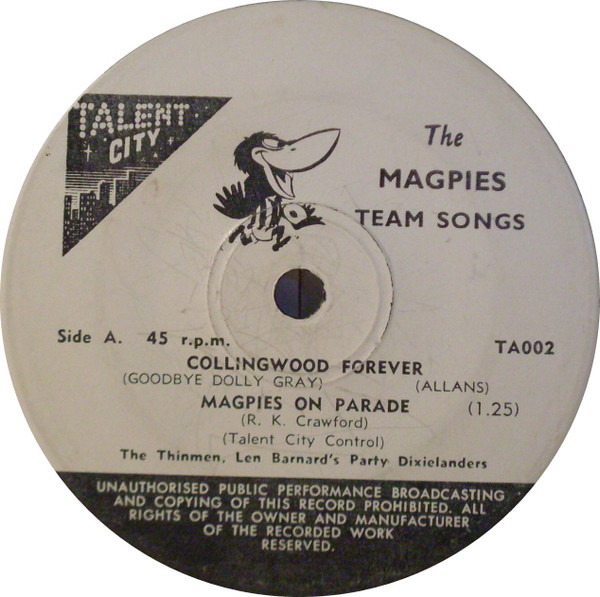 TALENT
CITY
The
MAGPIES
TEAM SONGS
Side A. 45 r.p.m.
TA002
COLLINGWOOD FOREVER
(GOODBYE DOLLY GRAY) (ALLANS)
MAGPIES ON PARADE (1.25)
(R. K. Crawford)
(Talent City Control)
The Thinmen, Len Barnard's Party Dixielanders
UNAUTHORISED PUBLIC PERFORMANCE BROADCASTING
AND COPYING OF THIS RECORD PROHIBITED. ALL
RIGHTS OF THE OWNER AND MANUFACTURER
OF THE RECORDED WORK
RESERVED.